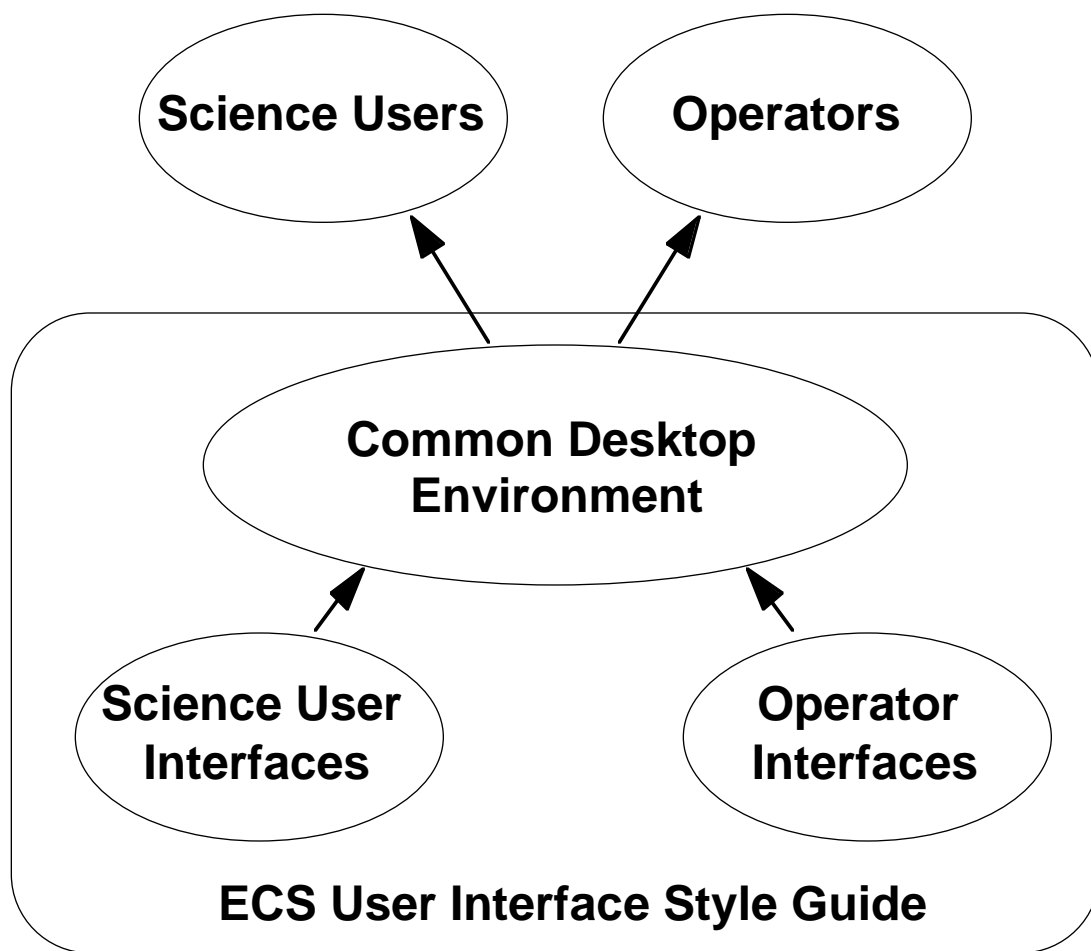 Science Users
Operators
Common Desktop
Environment
Science User
Interfaces
Operator
Interfaces
ECS User Interface Style Guide